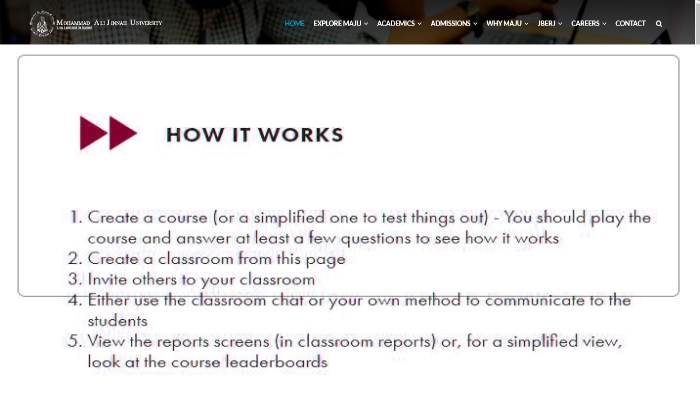 Mohammad Ali Jinnah University
HOME EXPLORE MAJU ACADEMICS ADMISSIONS WHY MAJU JBERJ CAREERS CONTACT
HOW IT WORKS
1. Create a course (or a simplified one to test things out) - You should play the
course and answer at least a few questions to see how it works
2. Create a classroom from this page
3. Invite others to your classroom
4. Either use the classroom chat or your own method to communicate to the
students
5. View the reports screens (in classroom reports) or, for a simplified view,
look at the course leaderboards